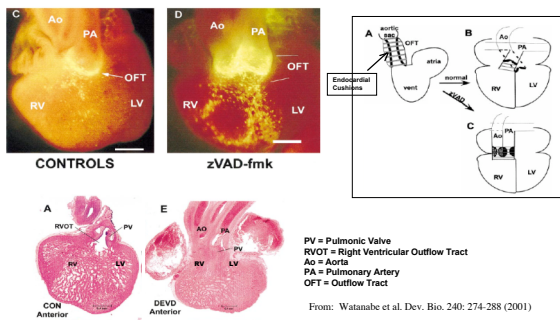 C
Ao
PA
OFT
RV
LV
CONTROLS
D
Ao
PA
OFT
RV
LV
zVAD-fmk
A
aortic
sac
OFT
atria
vent
Endocardial
Cushions
normal
zVAD
B
Ao
PA
RV
LV
C
Ao
PA
RV
LV
A
RVOT
PV
RV
LV
CON
Anterior
E
AO
PA
PV
RV
LV
DEVD
Anterior
PV = Pulmonic Valve
RVOT = Right Ventricular Outflow Tract
Ao = Aorta
PA = Pulmonary Artery
OFT = Outflow Tract
From: Watanabe et al. Dev. Bio. 240: 274-288 (2001)